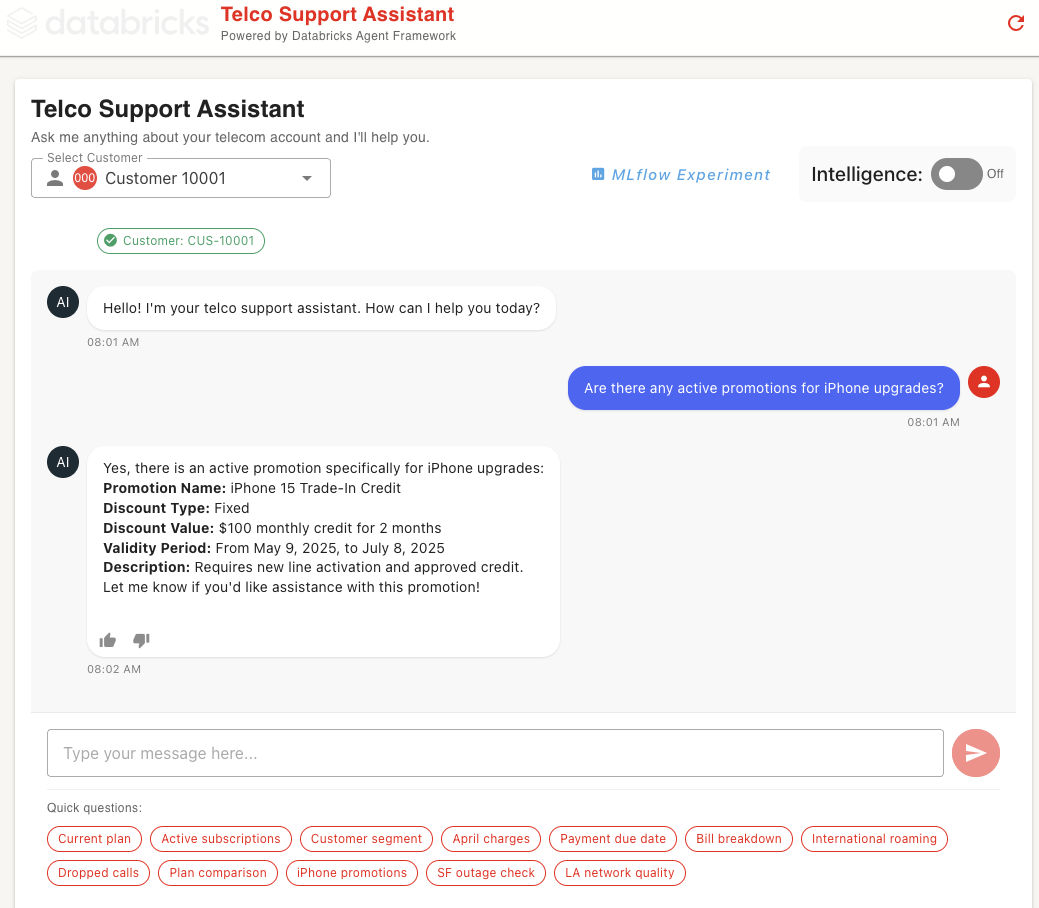 databricks
Telco Support Assistant
Powered by Databricks Agent Framework
Telco Support Assistant
Ask me anything about your telecom account and I'll help you.
Select Customer
000 Customer 10001
MLflow Experiment
Intelligence: Off
Customer: CUS-10001
AI
Hello! I'm your telco support assistant. How can I help you today?
08:01 AM
Are there any active promotions for iPhone upgrades?
08:01 AM
AI
Yes, there is an active promotion specifically for iPhone upgrades:
Promotion Name: iPhone 15 Trade-In Credit
Discount Type: Fixed
Discount Value: $100 monthly credit for 2 months
Validity Period: From May 9, 2025, to July 8, 2025
Description: Requires new line activation and approved credit.
Let me know if you'd like assistance with this promotion!
08:02 AM
Type your message here...
Quick questions:
Current plan Active subscriptions Customer segment April charges Payment due date Bill breakdown International roaming
Dropped calls Plan comparison iPhone promotions SF outage check LA network quality